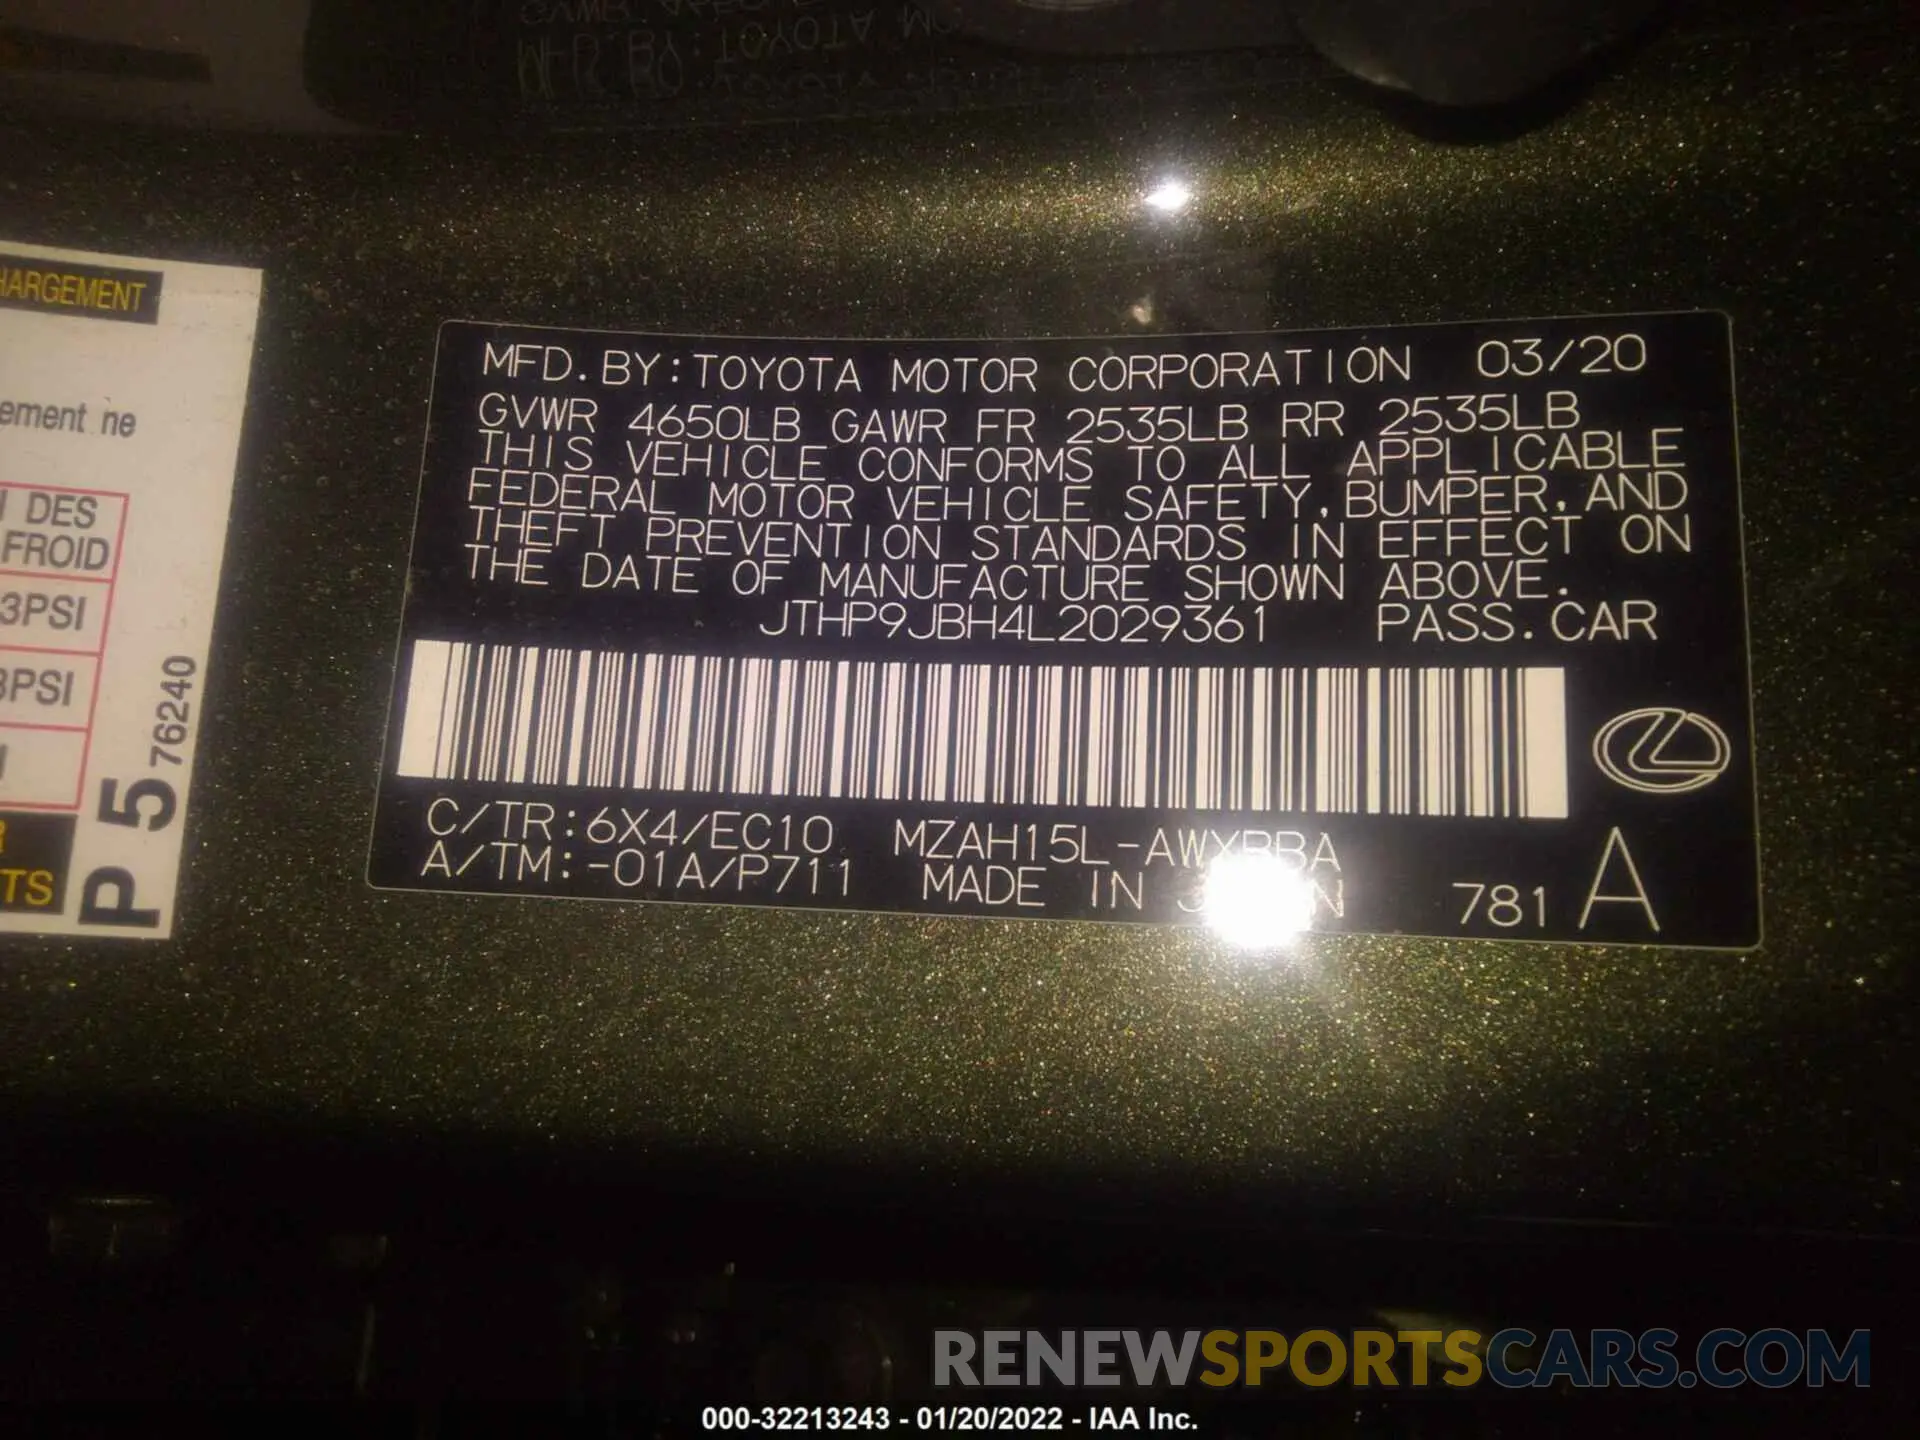 HARGEMENT
ement ne
DES
FROID
3PSI
3PSI
TS
P 5 76240
MFD. BY: TOYOTA MOTOR CORPORATION 03/20
GVWR 4650LB GAWR FR 2535LB RR 2535LB
THIS VEHICLE CONFORMS TO ALL APPLICABLE
FEDERAL MOTOR VEHICLE SAFETY, BUMPER, AND
THEFT PREVENTION STANDARDS IN EFFECT ON
THE DATE OF MANUFACTURE SHOWN ABOVE.
JTHP9JBH4L2029361 PASS. CAR
C/TR: 6X4/EC10 MZAH15L-AWXBBA
A/TM: -01A/P711 MADE IN 781 A
RENEWSPORTSCARS.COM
000-32213243 - 01/20/2022 - IAA Inc.